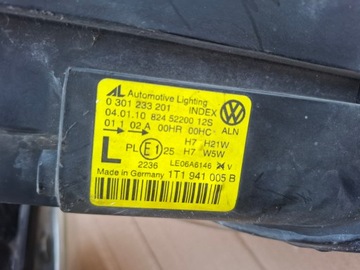 AL Automotive Lighting
0 301 233 201 INDEX
04.01.10 824 52200 12S
01 1 02 A 00HR 00HC ALN
H7 H21W
L PL E1 25 H7 W5W
2236 LE06A6146 V
Made in Germany 1T1 941 005 B